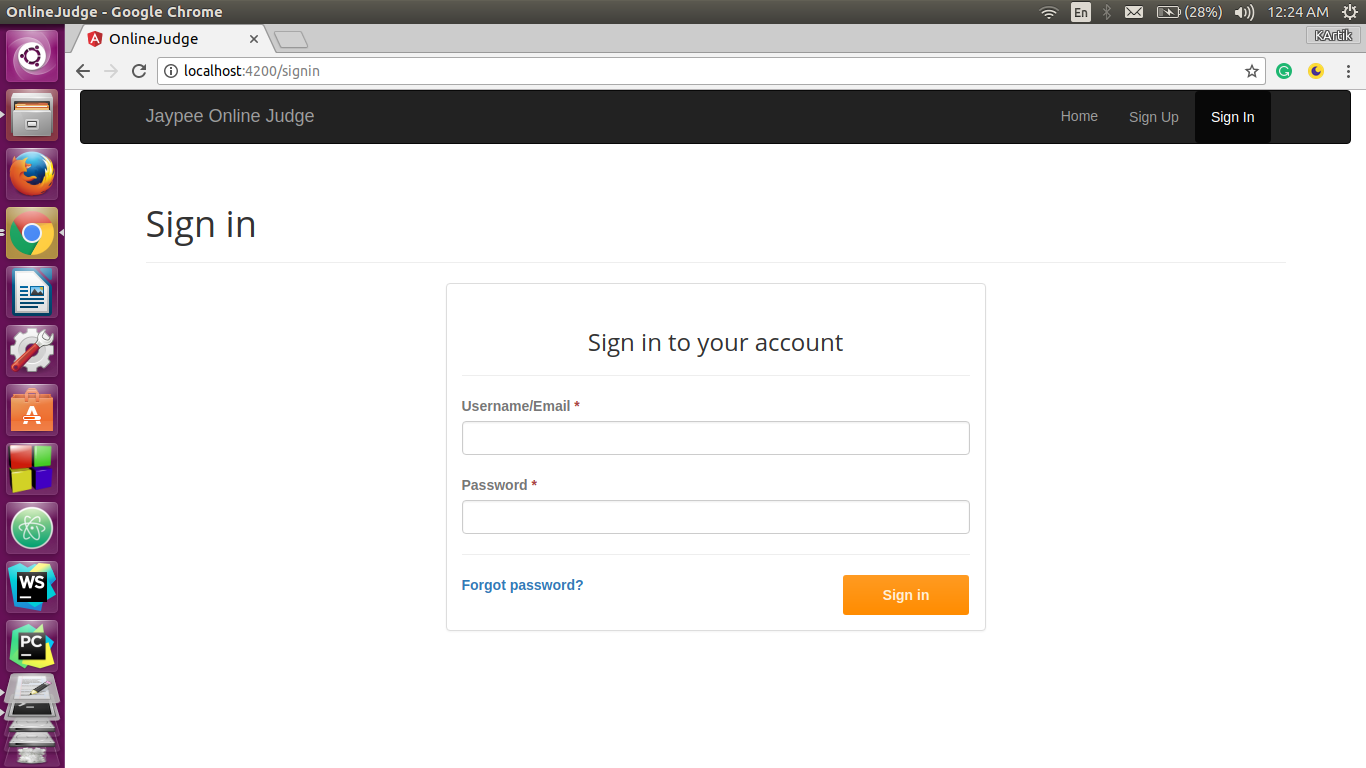 OnlineJudge - Google Chrome
En (28%) 12:24 AM
OnlineJudge
KArtik
localhost:4200/signin
Jaypee Online Judge Home Sign Up Sign In
Sign in
Sign in to your account
Username/Email *
Password *
Forgot password? Sign in
WS
PC